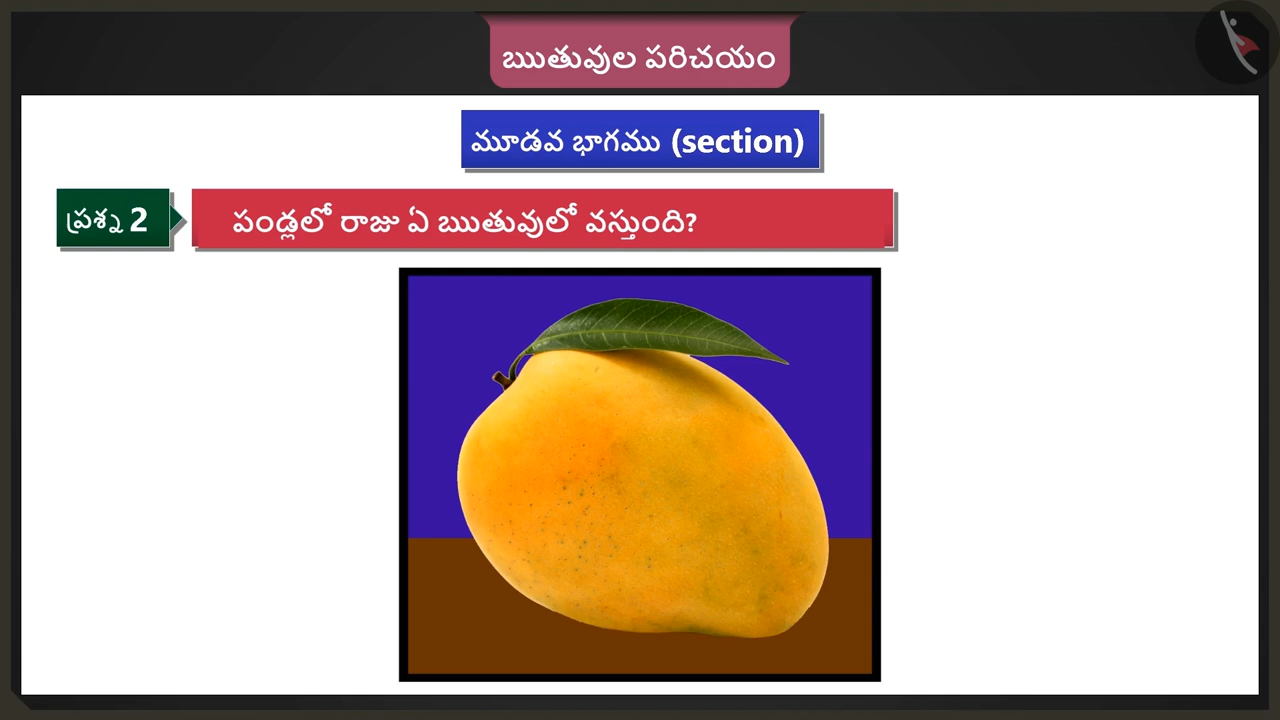 ఋతువుల పరిచయం
మూడవ భాగము (section)
ప్రశ్న 2
పండ్లలో రాజు ఏ ఋతువులో వస్తుంది?